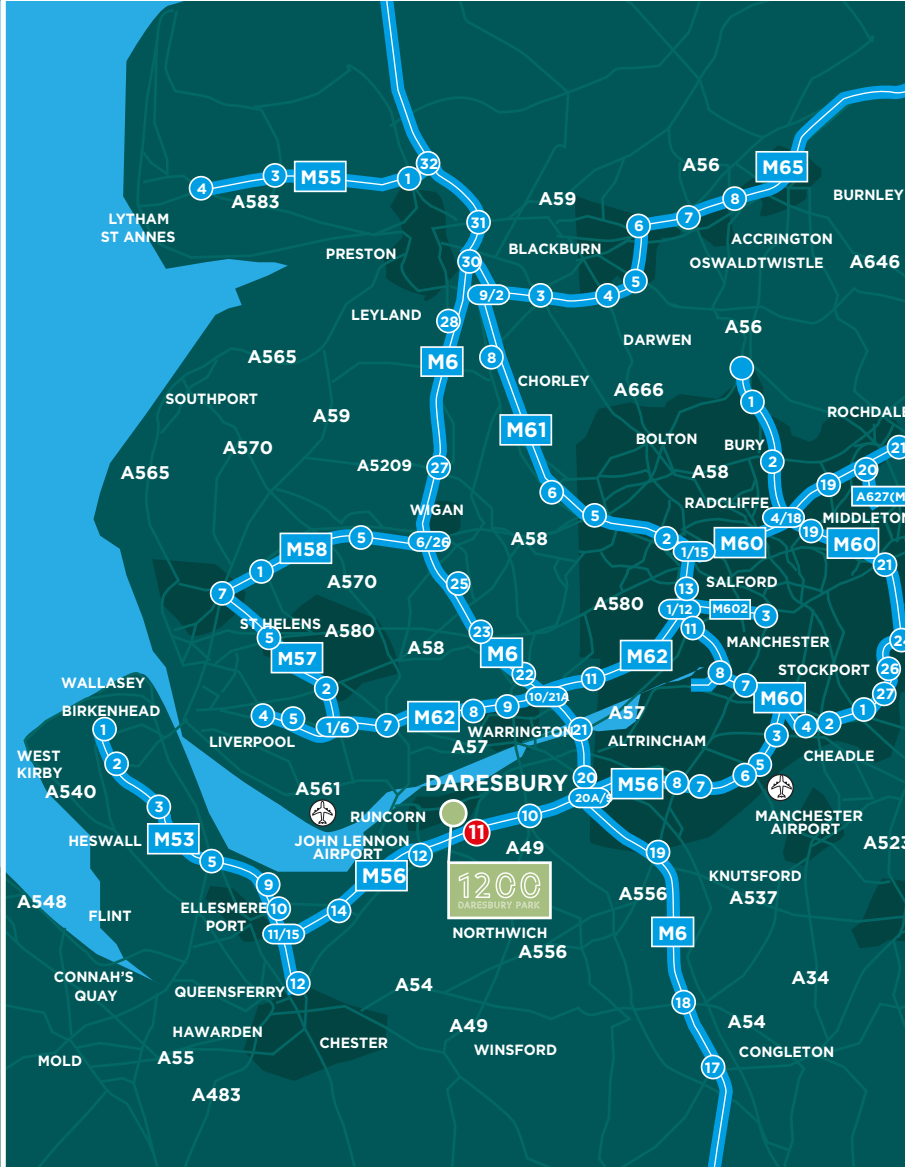 32
A56
M65
4
3
M55
1
A583
A59
8
BURNLEY
LYTHAM
ST ANNES
31
6
7
ACCRINGTON
PRESTON
BLACKBURN
OSWALDTWISTLE
A646
30
5
9/2
3
4
LEYLAND
28
A56
DARWEN
A565
M6
8
CHORLEY
A666
SOUTHPORT
1
A59
M61
ROCHDALE
A570
BOLTON
BURY
21
A565
A5209
27
A58
2
20
6
19
A627(M
WIGAN
RADCLIFFE
5
4/18
MIDDLETON
M58
5
6/26
A58
2
M60
19
M60
1/15
1
A570
25
21
7
13
SALFORD
A580
1/12
M602
3
ST HELENS
5
A580
23
11
MANCHESTER
24
A58
M6
M62
M57
22
8
STOCKPORT
26
WALLASEY
2
11
7
10/21A
M60
27
BIRKENHEAD
4
5
1/6
7
M62
8
9
A57
1
1
LIVERPOOL
WARRINGTON
21
4
2
A57
ALTRINCHAM
3
WEST
KIRBY
2
CHEADLE
A540
DARESBURY
20
M56
8
7
6
5
A561
20A/9
3
RUNCORN
10
MANCHESTER
AIRPORT
HESWALL
M53
JOHN LENNON
AIRPORT
11
A49
A523
5
12
19
M56
KNUTSFORD
9
1200
DARESBURY PARK
A556
A537
A548
FLINT
ELLESMERE
PORT
10
14
11/15
NORTHWICH
M6
A556
CONNAH'S
QUAY
QUEENSFERRY
12
A54
A34
18
HAWARDEN
A49
A54
MOLD
A55
CHESTER
WINSFORD
CONGLETON
17
A483